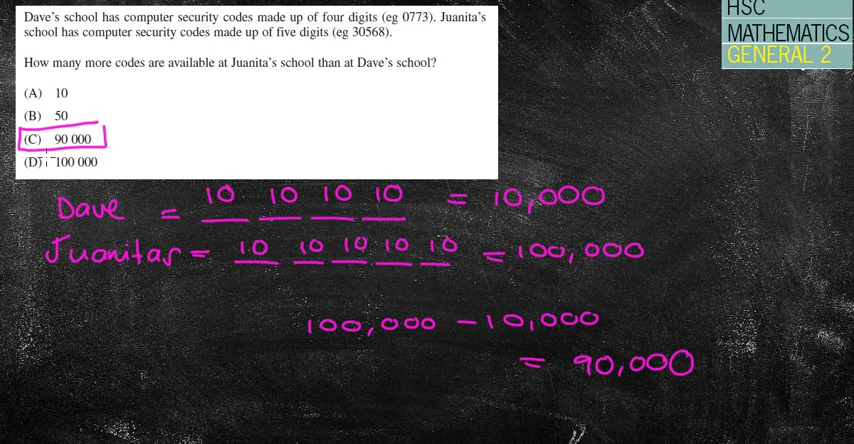 Dave's school has computer security codes made up of four digits (eg 0773). Juanita's
school has computer security codes made up of five digits (eg 30568).
How many more codes are available at Juanita's school than at Dave's school?
(A) 10
(B) 50
(C) 90 000
(D) 100 000
HSC
MATHEMATICS
GENERAL 2
Dave = 10 10 10 10 = 10,000
Juanitas = 10 10 10 10 10 = 100,000
100,000 - 10,000
= 90,000